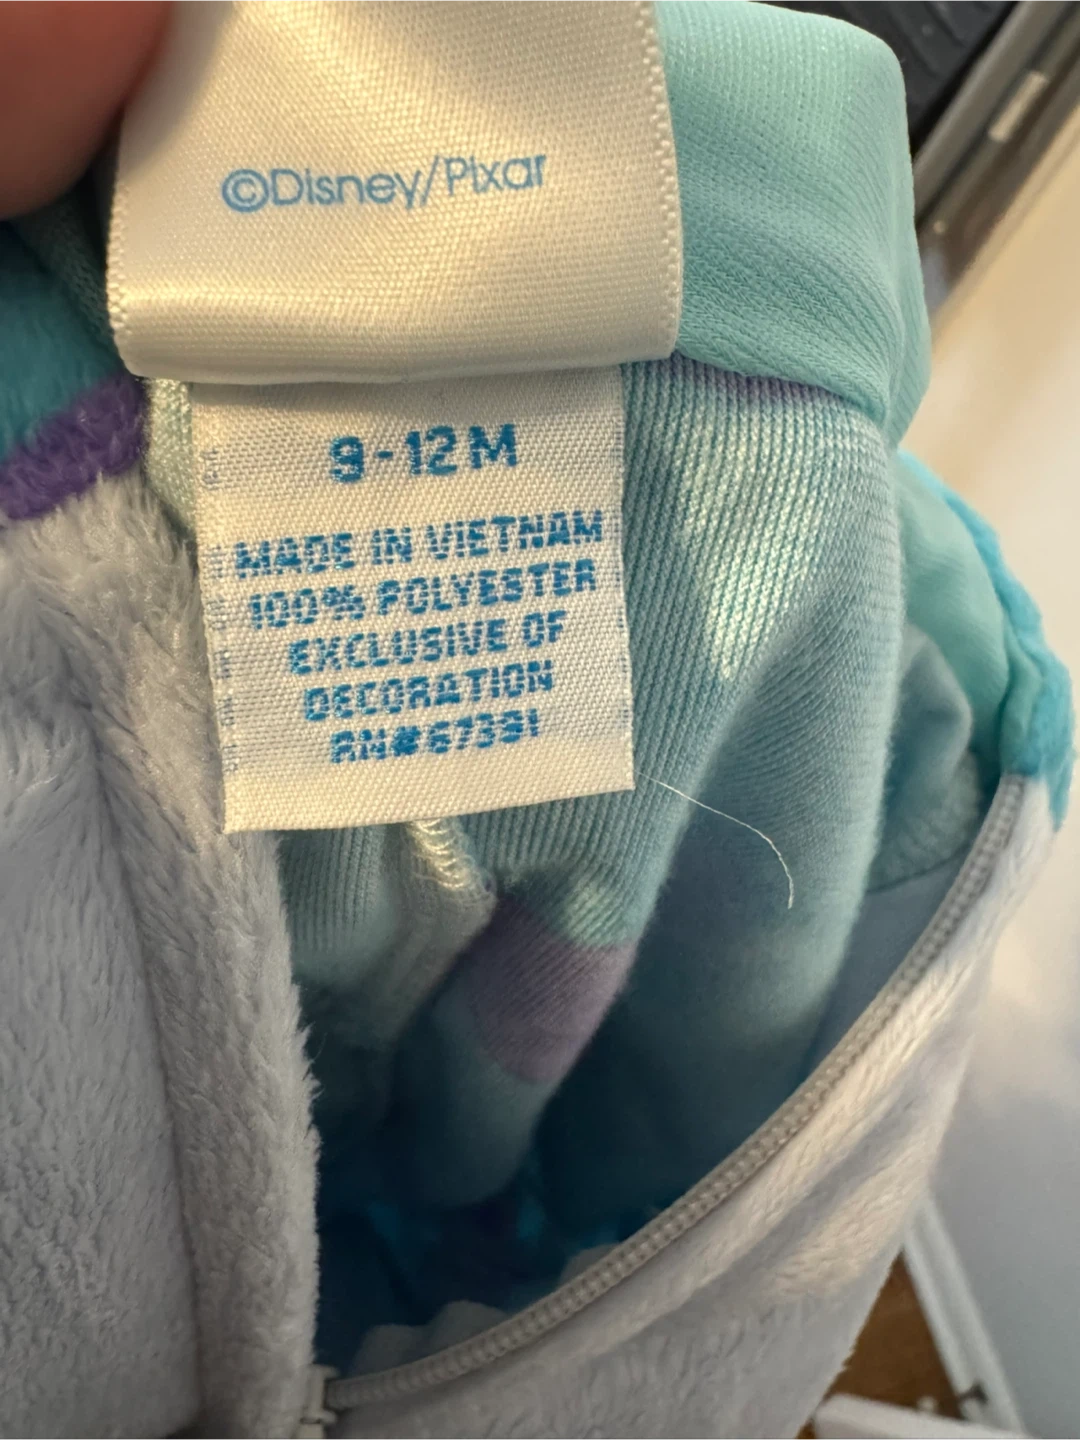 ©Disney/Pixar
9-12M
MADE IN VIETNAM
100% POLYESTER
EXCLUSIVE OF
DECORATION
RN#67391